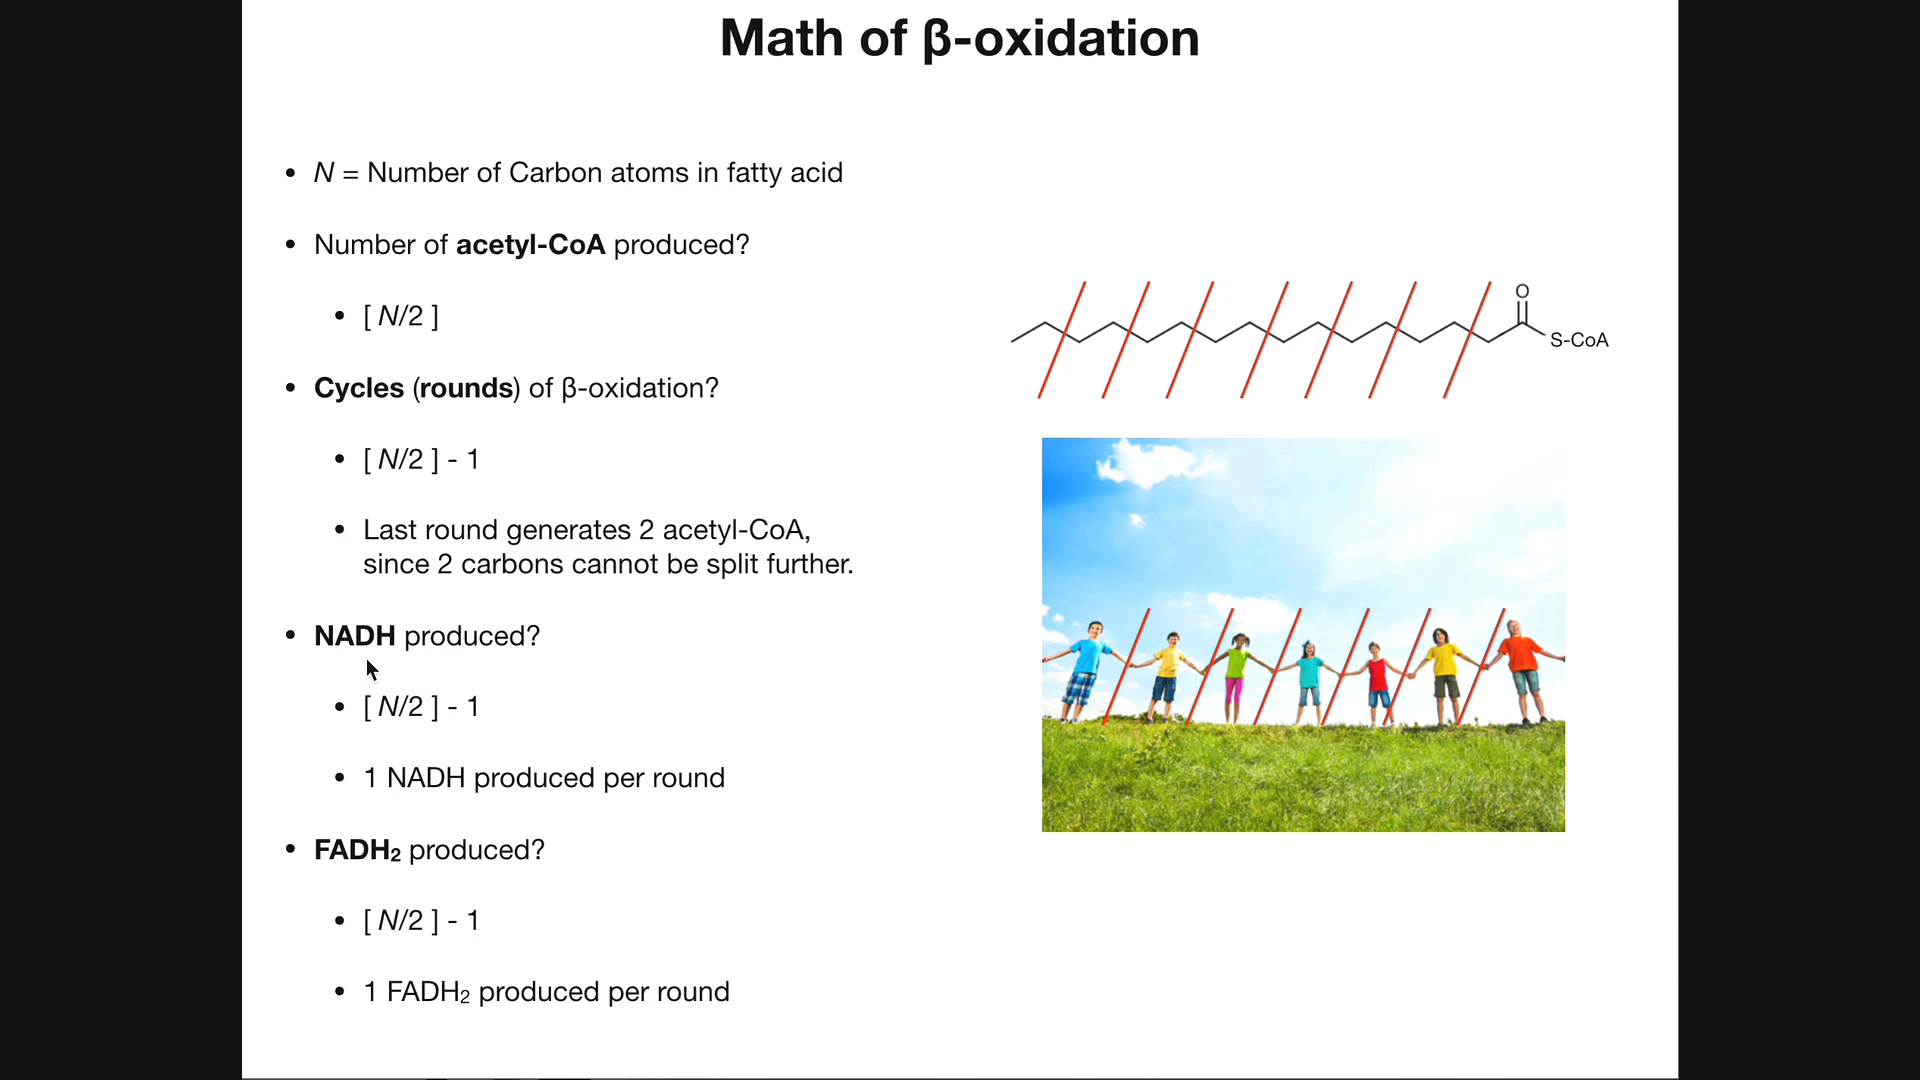 Math of β-oxidation
• N = Number of Carbon atoms in fatty acid
• Number of acetyl-CoA produced?
• [ N/2 ]
• Cycles (rounds) of β-oxidation?
• [ N/2 ] - 1
• Last round generates 2 acetyl-CoA,
since 2 carbons cannot be split further.
• NADH produced?
• [ N/2 ] - 1
• 1 NADH produced per round
• FADH₂ produced?
• [ N/2 ] - 1
• 1 FADH₂ produced per round
O
S-CoA